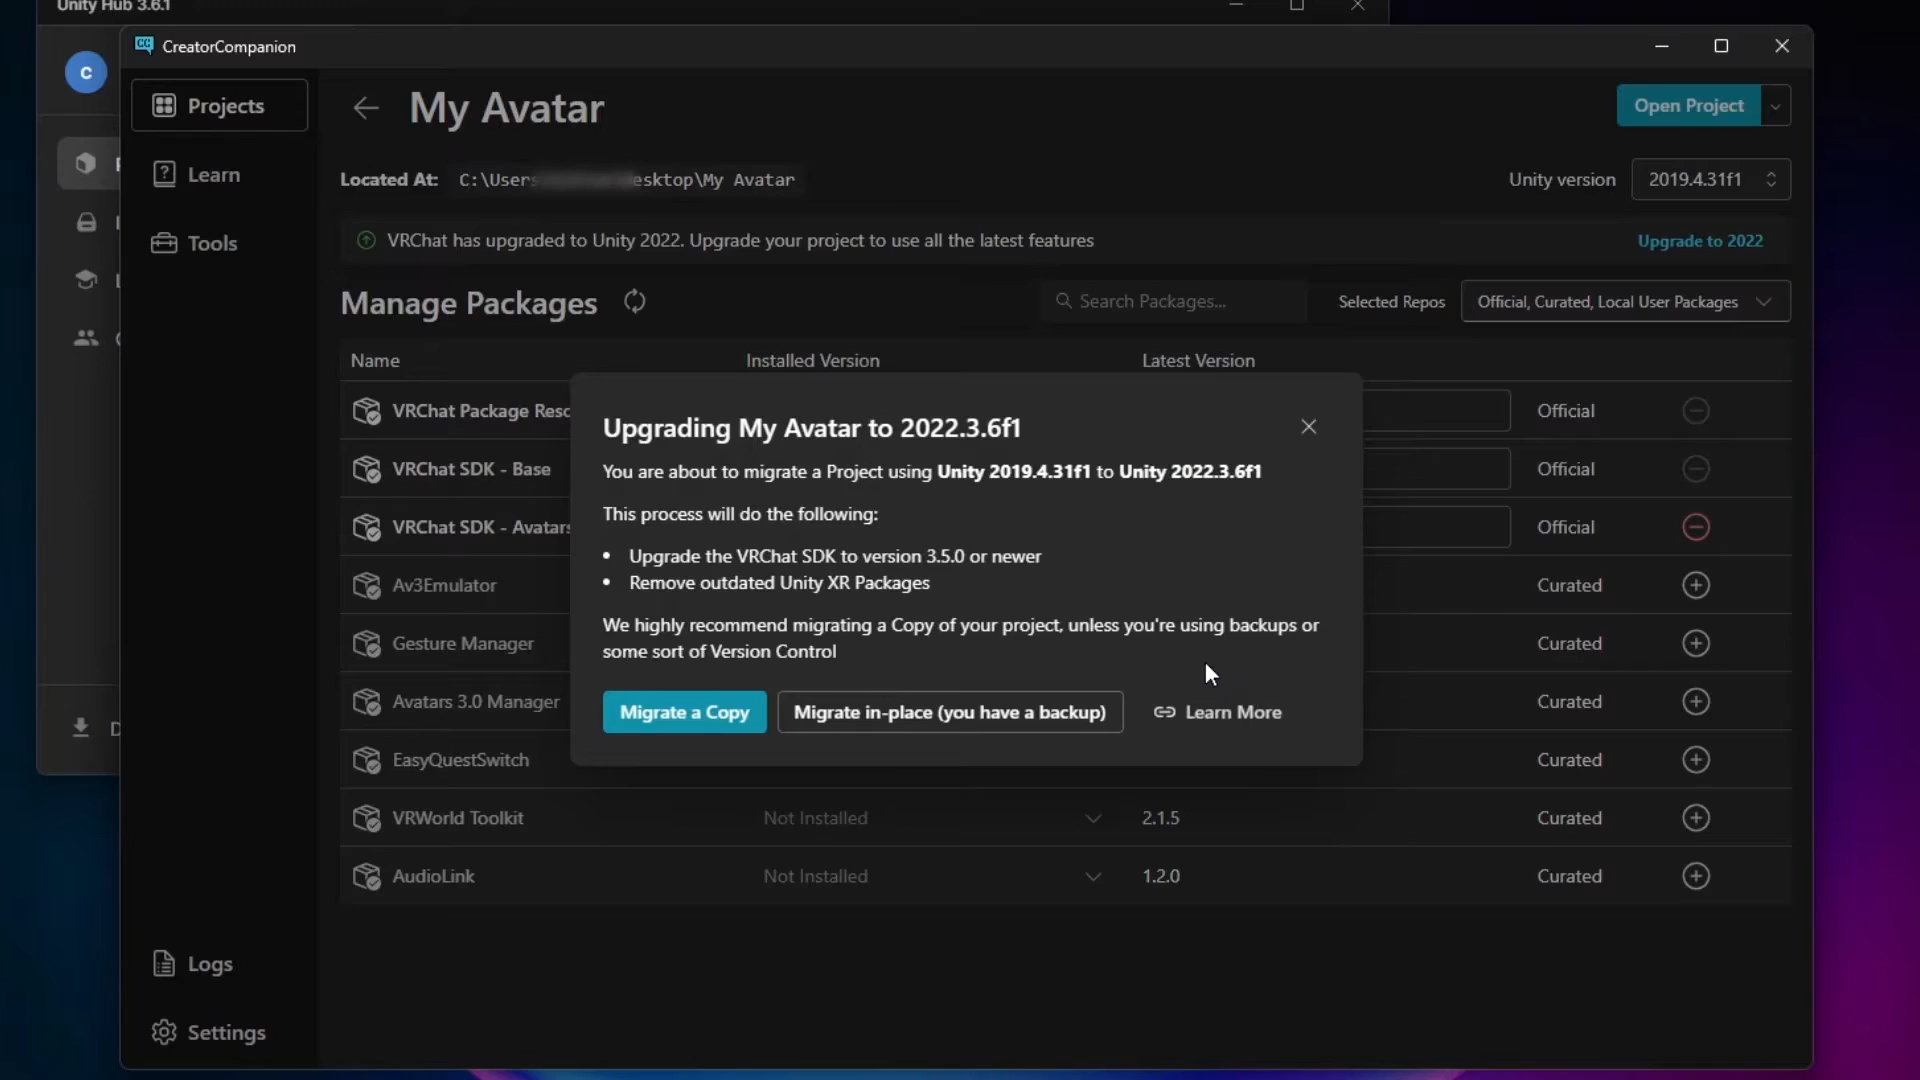 Unity Hub 3.6.1
CreatorCompanion
C
Projects
My Avatar
Open Project
Learn
Located At: C:\Users esktop\My Avatar
Unity version 2019.4.31f1
Tools
VRChat has upgraded to Unity 2022. Upgrade your project to use all the latest features
Upgrade to 2022
Manage Packages
Search Packages...
Selected Repos
Official, Curated, Local User Packages
Name Installed Version Latest Version
VRChat Package Reso
Official
VRChat SDK - Base
Official
VRChat SDK - Avatars
Official
Av3Emulator
Curated
Gesture Manager
Curated
Avatars 3.0 Manager
Curated
EasyQuestSwitch
Curated
VRWorld Toolkit Not Installed 2.1.5 Curated
AudioLink Not Installed 1.2.0 Curated
Upgrading My Avatar to 2022.3.6f1
You are about to migrate a Project using Unity 2019.4.31f1 to Unity 2022.3.6f1
This process will do the following:
• Upgrade the VRChat SDK to version 3.5.0 or newer
• Remove outdated Unity XR Packages
We highly recommend migrating a Copy of your project, unless you're using backups or
some sort of Version Control
Migrate a Copy
Migrate in-place (you have a backup)
Learn More
Logs
Settings